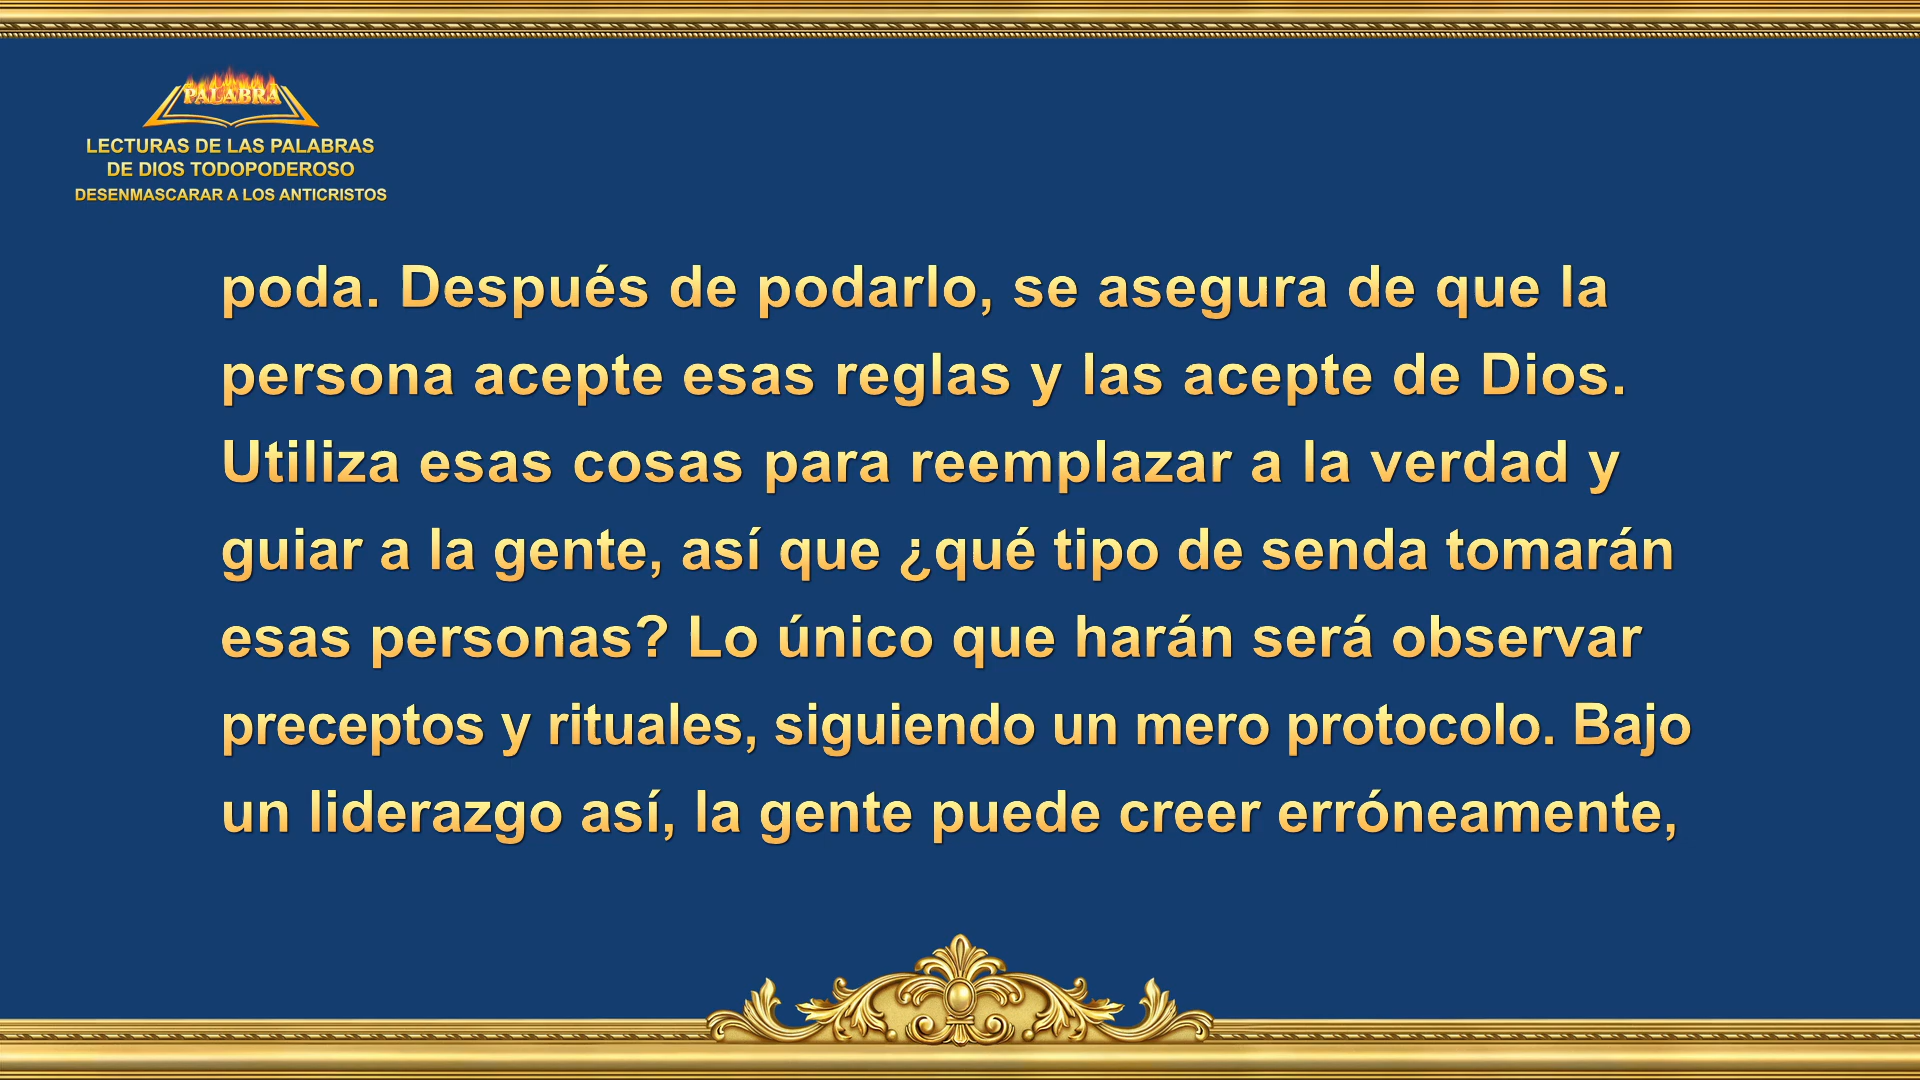 PALABRA
LECTURAS DE LAS PALABRAS
DE DIOS TODOPODEROSO
DESENMASCARAR A LOS ANTICRISTOS
poda. Después de podarlo, se asegura de que la
persona acepte esas reglas y las acepte de Dios.
Utiliza esas cosas para reemplazar a la verdad y
guiar a la gente, así que ¿qué tipo de senda tomarán
esas personas? Lo único que harán será observar
preceptos y rituales, siguiendo un mero protocolo. Bajo
un liderazgo así, la gente puede creer erróneamente,